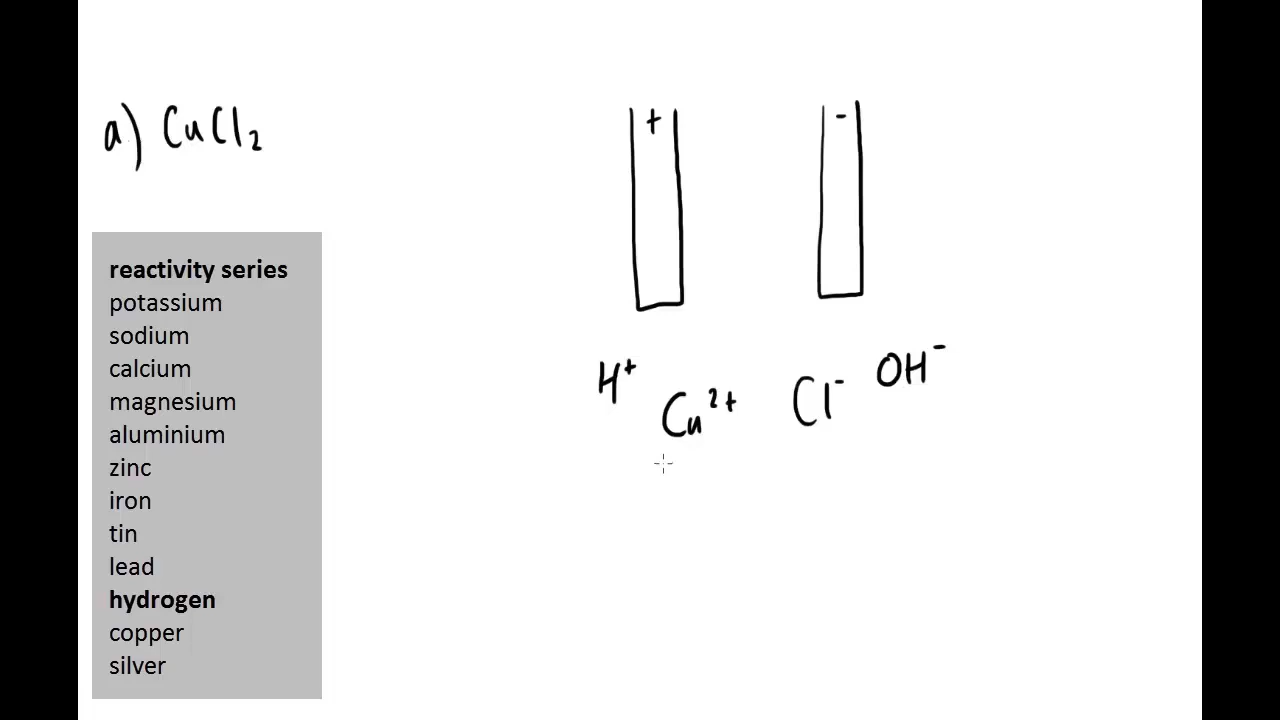 a) CuCl₂
+ -
reactivity series
potassium
sodium
calcium
magnesium
aluminium
zinc
iron
tin
lead
hydrogen
copper
silver
H⁺ Cu²⁺ Cl⁻ OH⁻